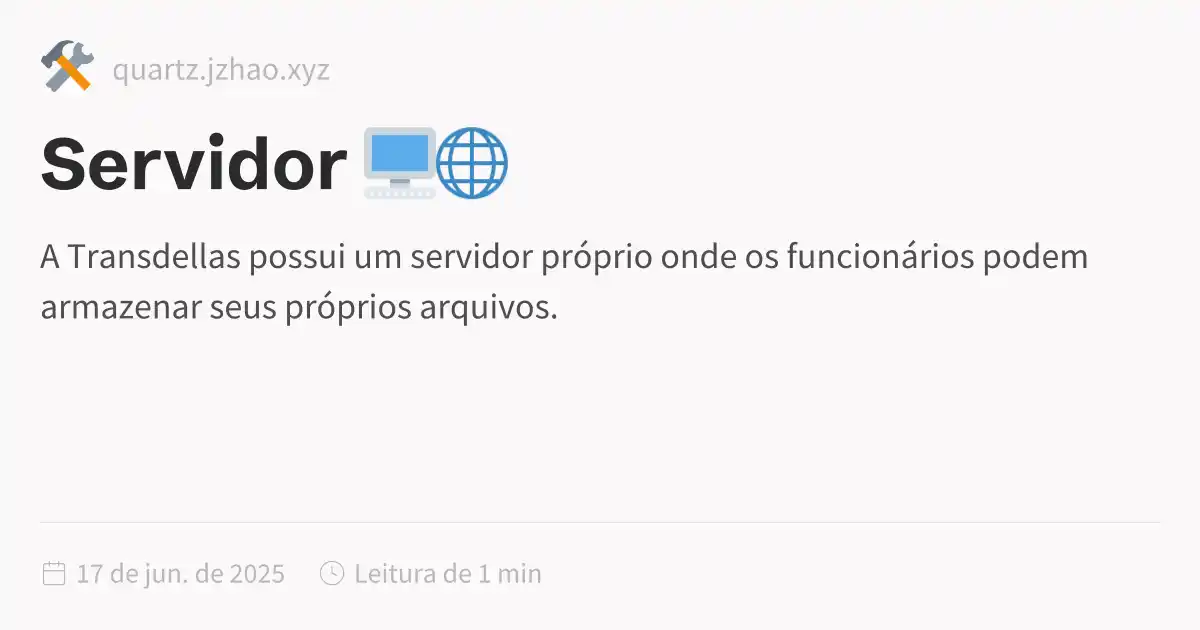 quartz.jzhao.xyz
Servidor 🖥️🌐
A Transdellas possui um servidor próprio onde os funcionários podem
armazenar seus próprios arquivos.
17 de jun. de 2025 Leitura de 1 min